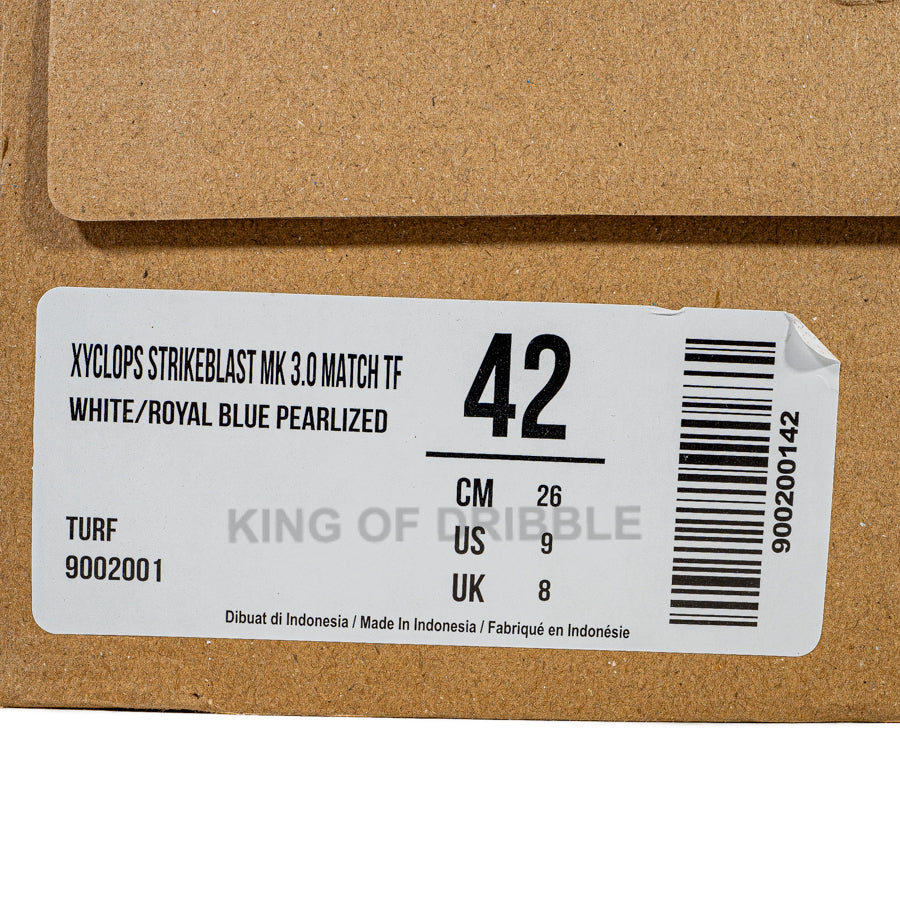 XYCLOPS STRIKEBLAST MK 3.0 MATCH TF
WHITE/ROYAL BLUE PEARLIZED
TURF
9002001
42
CM 26
US 9
UK 8
KING OF DRIBBLE
Dibuat di Indonesia / Made In Indonesia / Fabriqué en Indonésie
900200142